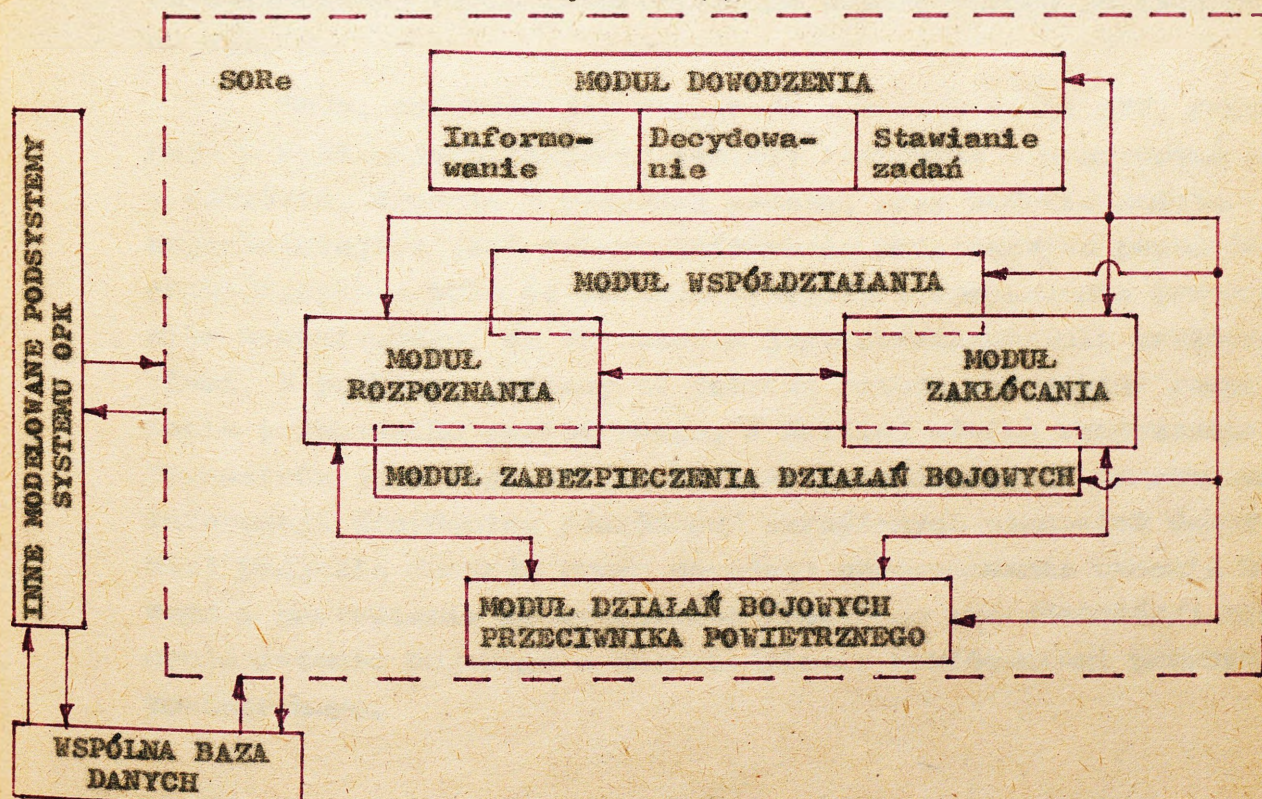 SORe
MODUŁ DOWODZENIA
Informo-
wanie
Decydowa-
nie
Stawianie
zadań
INNE MODELOWANE PODSYSTEMY
SYSTEMU OPK
MODUŁ WSPÓŁDZIAŁANIA
MODUŁ
ROZPOZNANIA
MODUŁ
ZAKŁÓCANIA
MODUŁ ZABEZPIECZENIA DZIAŁAŃ BOJOWYCH
MODUŁ DZIAŁAŃ BOJOWYCH
PRZECIWNIKA POWIETRZNEGO
WSPÓLNA BAZA
DANYCH